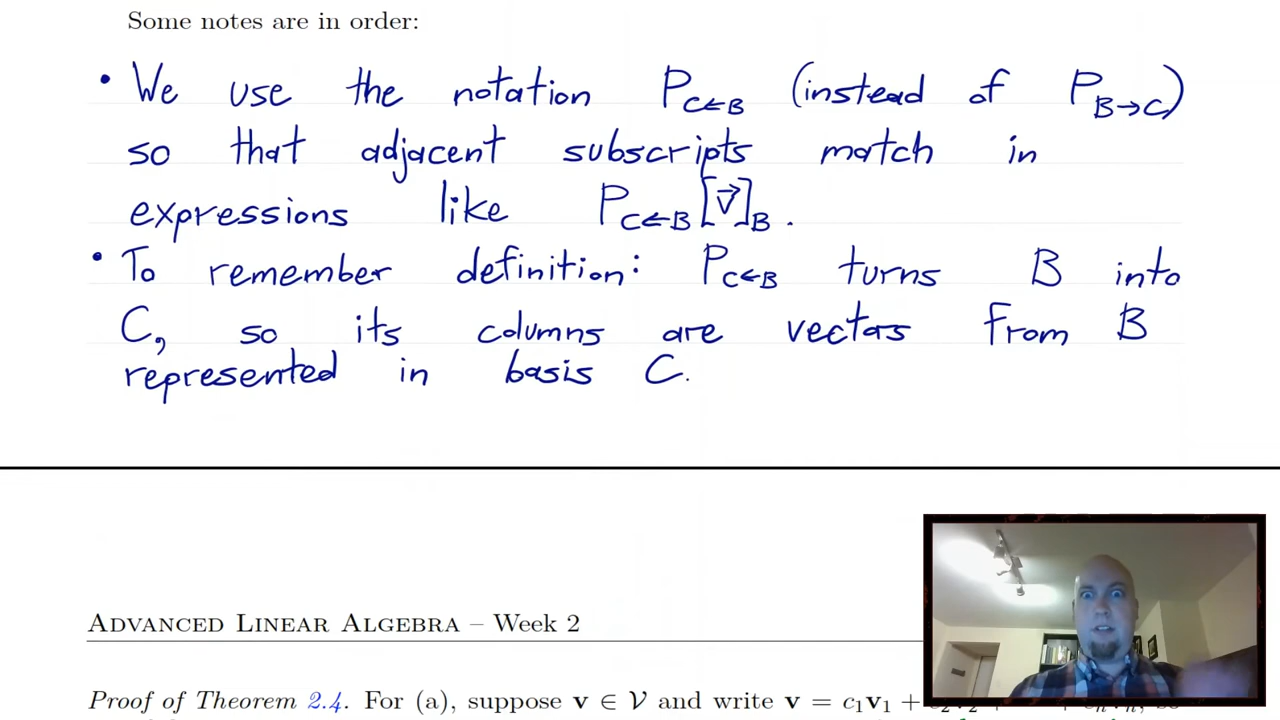 Some notes are in order:
• We use the notation P_{C←B} (instead of P_{B→C})
so that adjacent subscripts match in
expressions like P_{C←B}[v⃗]_B.
• To remember definition: P_{C←B} turns B into
C, so its columns are vectors from B
represented in basis C.
ADVANCED LINEAR ALGEBRA – Week 2
Proof of Theorem 2.4. For (a), suppose v ∈ V and write v = c₁v₁ +